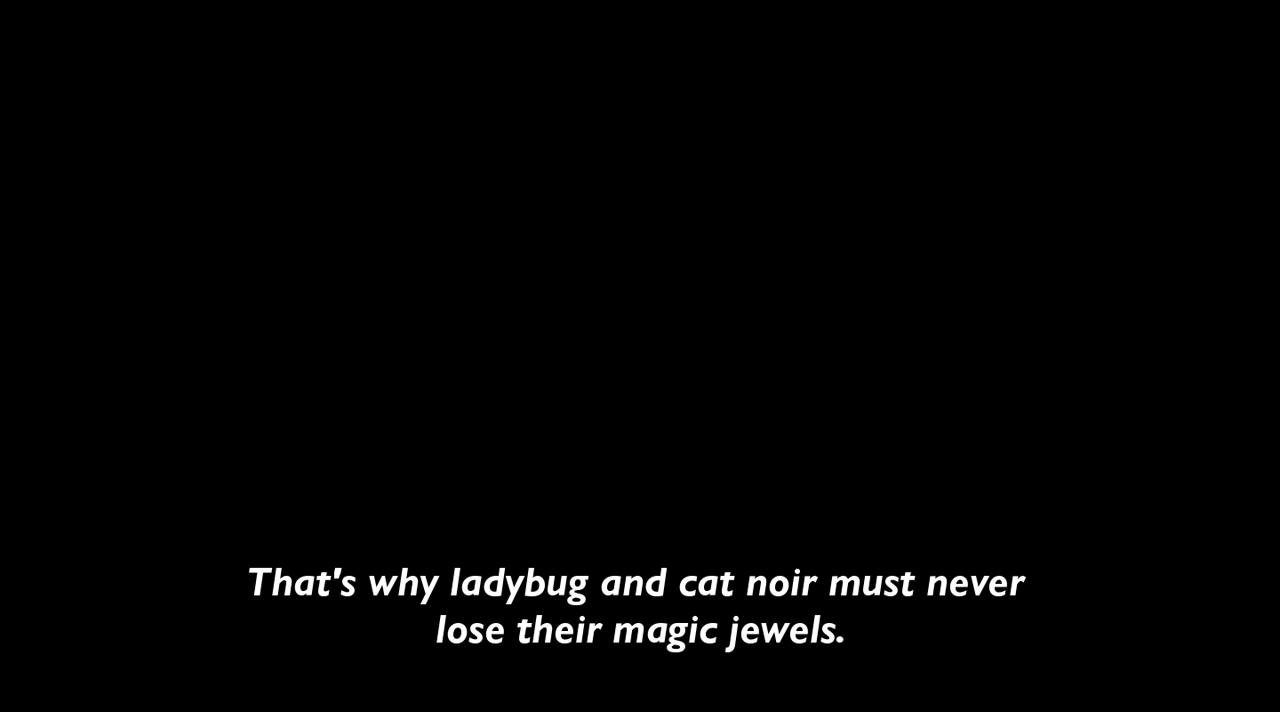 That's why ladybug and cat noir must never
lose their magic jewels.